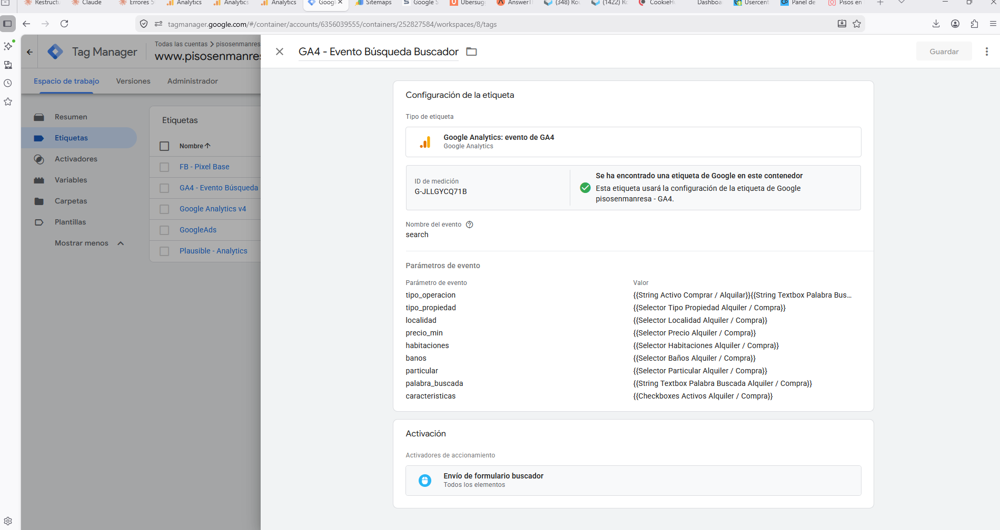 Restructu
Claude
Errores 5
Analytics
Analytics
Analytics
Googl
Sitemaps
Google S
Ubersug
AnswerT
(348) Rou
(1422) Ro
CookieHu
Dashboa
Usercent
Panel de
Pisos en
tagmanager.google.com/#/container/accounts/6356039555/containers/252827584/workspaces/8/tags
Tag Manager
Todas las cuentas > pisosenmanres
www.pisosenmanres
GA4 - Evento Búsqueda Buscador
Guardar
Espacio de trabajo
Versiones
Administrador
Resumen
Etiquetas
Activadores
Variables
Carpetas
Plantillas
Mostrar menos
Etiquetas
Nombre
FB - Pixel Base
GA4 - Evento Búsqueda
Google Analytics v4
GoogleAds
Plausible - Analytics
Configuración de la etiqueta
Tipo de etiqueta
Google Analytics: evento de GA4
Google Analytics
ID de medición
G-JLLGYCQ71B
Se ha encontrado una etiqueta de Google en este contenedor
Esta etiqueta usará la configuración de la etiqueta de Google
pisosenmanresa - GA4.
Nombre del evento
search
Parámetros de evento
Parámetro de evento Valor
tipo_operacion {{String Activo Comprar / Alquilar}}{{String Textbox Palabra Bus...
tipo_propiedad {{Selector Tipo Propiedad Alquiler / Compra}}
localidad {{Selector Localidad Alquiler / Compra}}
precio_min {{Selector Precio Alquiler / Compra}}
habitaciones {{Selector Habitaciones Alquiler / Compra}}
banos {{Selector Baños Alquiler / Compra}}
particular {{Selector Particular Alquiler / Compra}}
palabra_buscada {{String Textbox Palabra Buscada Alquiler / Compra}}
caracteristicas {{Checkboxes Activos Alquiler / Compra}}
Activación
Activadores de accionamiento
Envío de formulario buscador
Todos los elementos